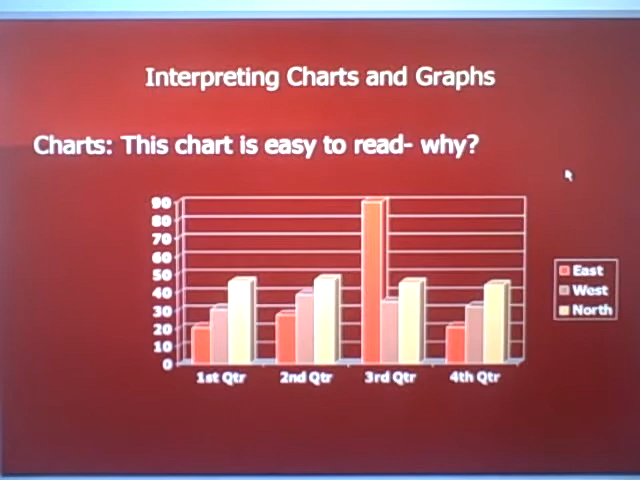 Interpreting Charts and Graphs
Charts: This chart is easy to read- why?
90
80
70
60
50
40
30
20
10
0
1st Qtr 2nd Qtr 3rd Qtr 4th Qtr
East
West
North